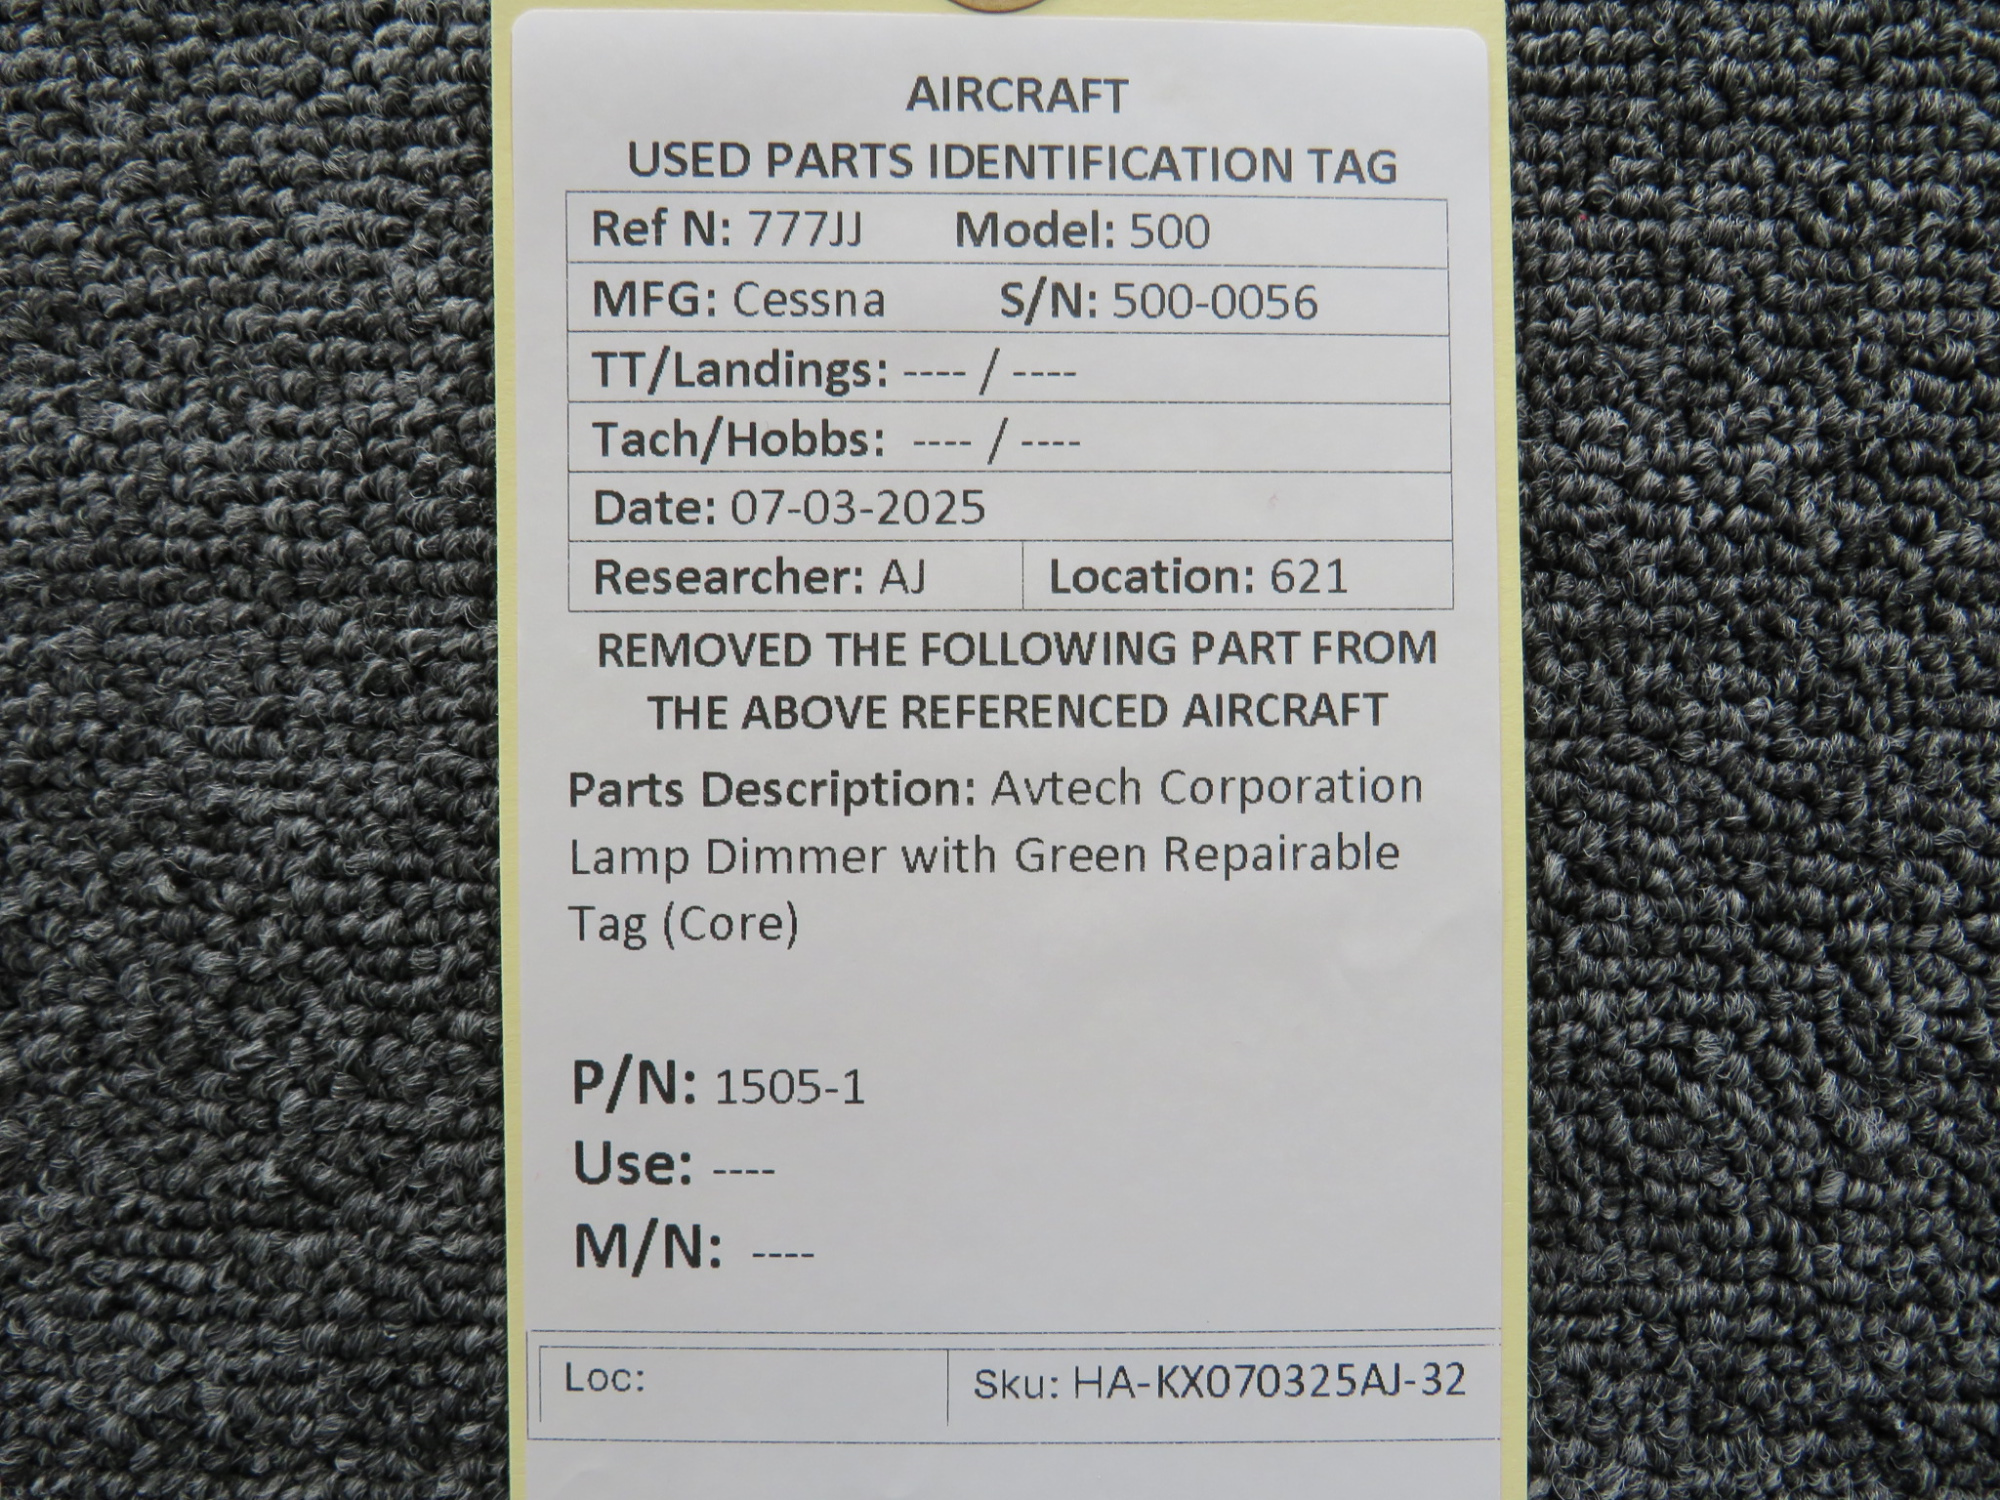 AIRCRAFT
USED PARTS IDENTIFICATION TAG
Ref N: 777JJ Model: 500
MFG: Cessna S/N: 500-0056
TT/Landings: ---- / ----
Tach/Hobbs: ---- / ----
Date: 07-03-2025
Researcher: AJ Location: 621
REMOVED THE FOLLOWING PART FROM
THE ABOVE REFERENCED AIRCRAFT
Parts Description: Avtech Corporation
Lamp Dimmer with Green Repairable
Tag (Core)
P/N: 1505-1
Use: ----
M/N: ----
Loc: Sku: HA-KX070325AJ-32